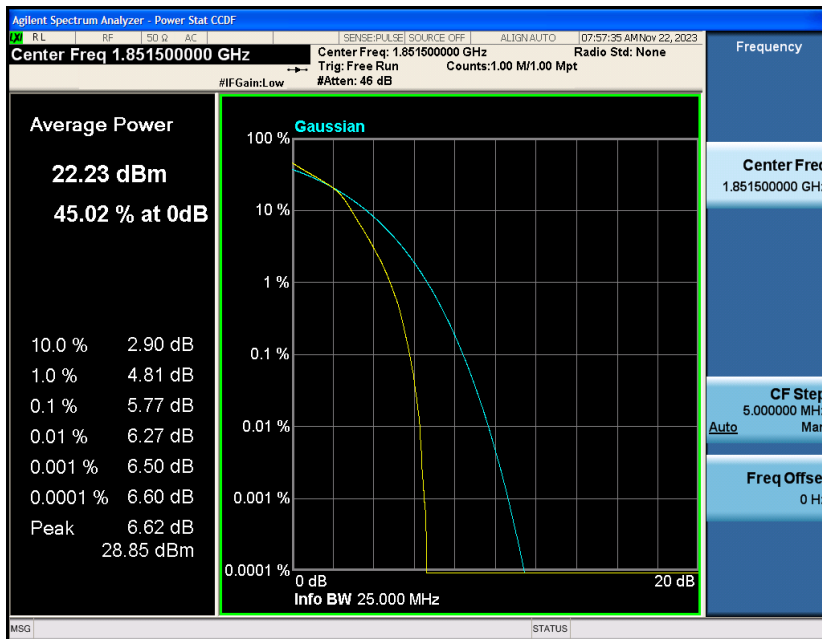 Agilent Spectrum Analyzer - Power Stat CCDF
LXI RL RF 50 Ω AC SENSE:PULSE SOURCE OFF ALIGN AUTO 07:57:35 AM Nov 22, 2023
Center Freq 1.851500000 GHz
Center Freq: 1.851500000 GHz Radio Std: None
Trig: Free Run Counts:1.00 M/1.00 Mpt
#IFGain:Low #Atten: 46 dB
Frequency
Center Freq
1.851500000 GHz
CF Step
5.000000 MHz
Auto Man
Freq Offset
0 Hz
Average Power
22.23 dBm
45.02 % at 0dB
10.0 % 2.90 dB
1.0 % 4.81 dB
0.1 % 5.77 dB
0.01 % 6.27 dB
0.001 % 6.50 dB
0.0001 % 6.60 dB
Peak 6.62 dB
28.85 dBm
Gaussian
100 %
10 %
1 %
0.1 %
0.01 %
0.001 %
0.0001 %
0 dB 20 dB
Info BW 25.000 MHz
MSG STATUS